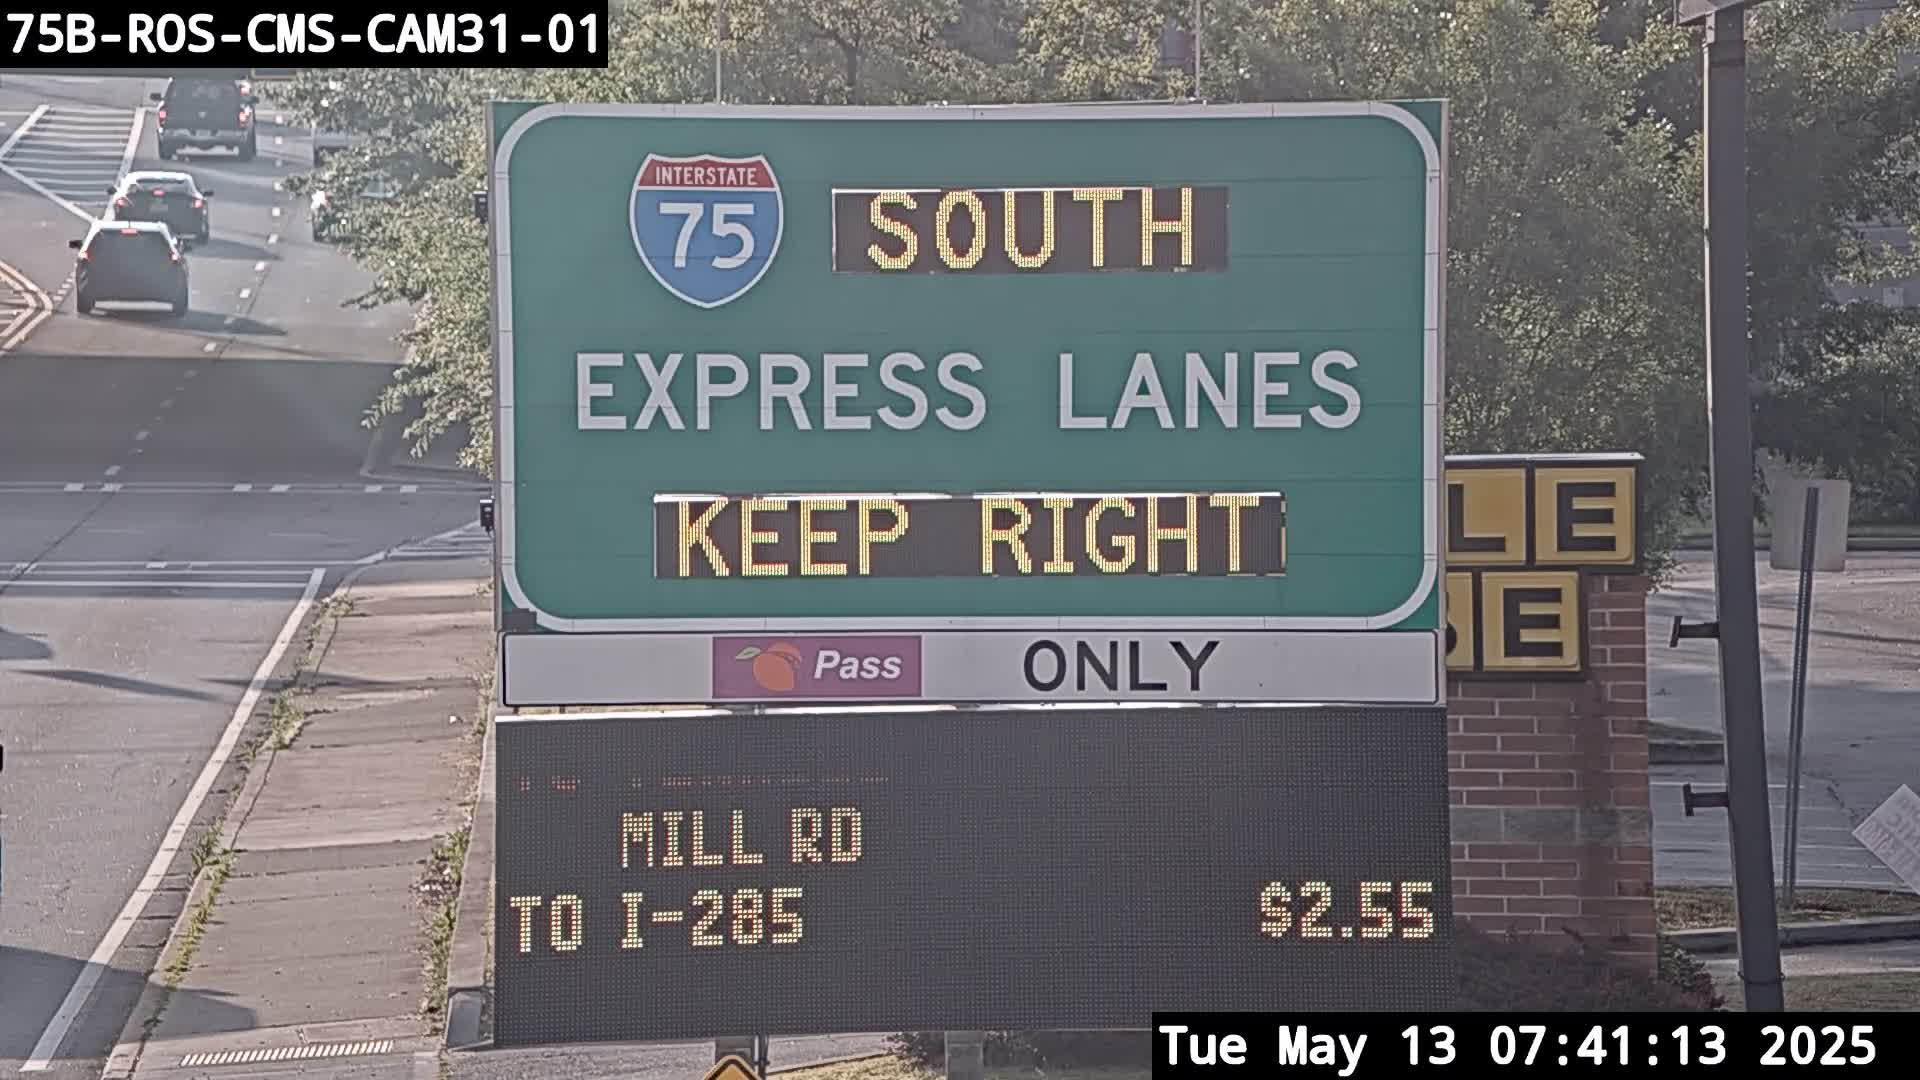 75B-ROS-CMS-CAM31-01
INTERSTATE
75
SOUTH
EXPRESS LANES
KEEP RIGHT
Pass ONLY
LE
E
MILL RD
TO I-285 $2.55
Tue May 13 07:41:13 2025